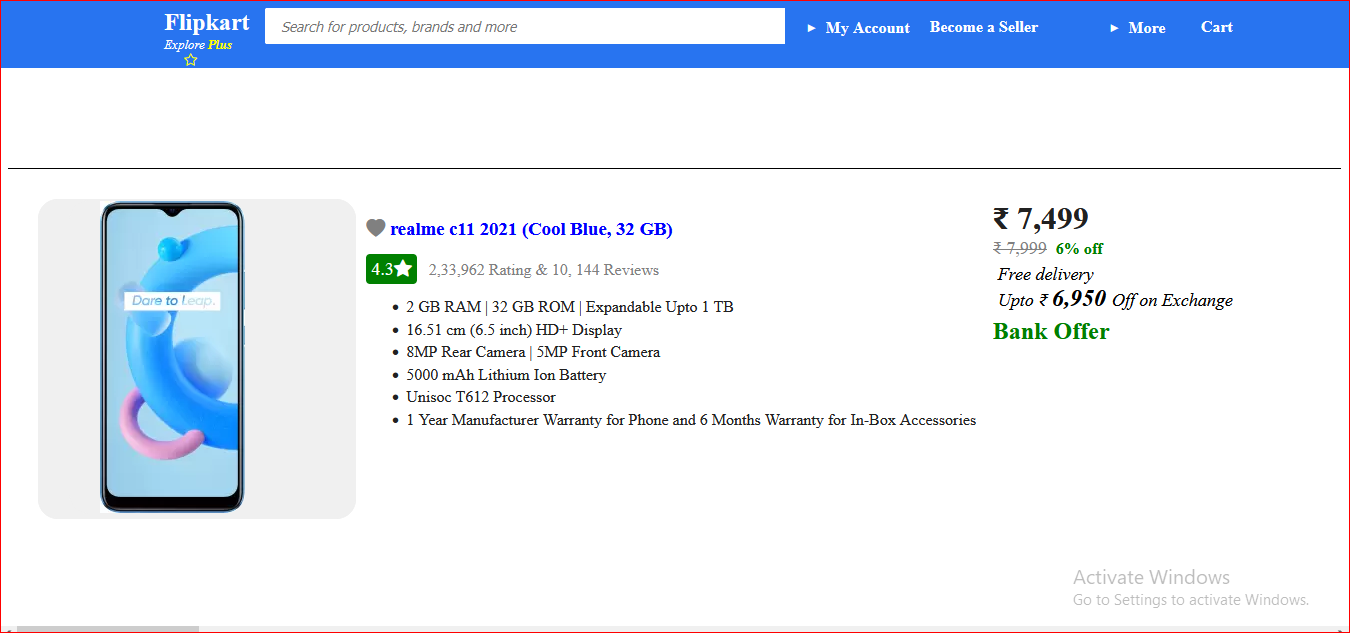 Flipkart
Explore Plus
Search for products, brands and more
► My Account
Become a Seller
► More
Cart
Dare to Leap.
realme c11 2021 (Cool Blue, 32 GB)
4.3 2,33,962 Rating & 10, 144 Reviews
• 2 GB RAM | 32 GB ROM | Expandable Upto 1 TB
• 16.51 cm (6.5 inch) HD+ Display
• 8MP Rear Camera | 5MP Front Camera
• 5000 mAh Lithium Ion Battery
• Unisoc T612 Processor
• 1 Year Manufacturer Warranty for Phone and 6 Months Warranty for In-Box Accessories
₹ 7,499
₹ 7,999 6% off
Free delivery
Upto ₹ 6,950 Off on Exchange
Bank Offer
Activate Windows
Go to Settings to activate Windows.